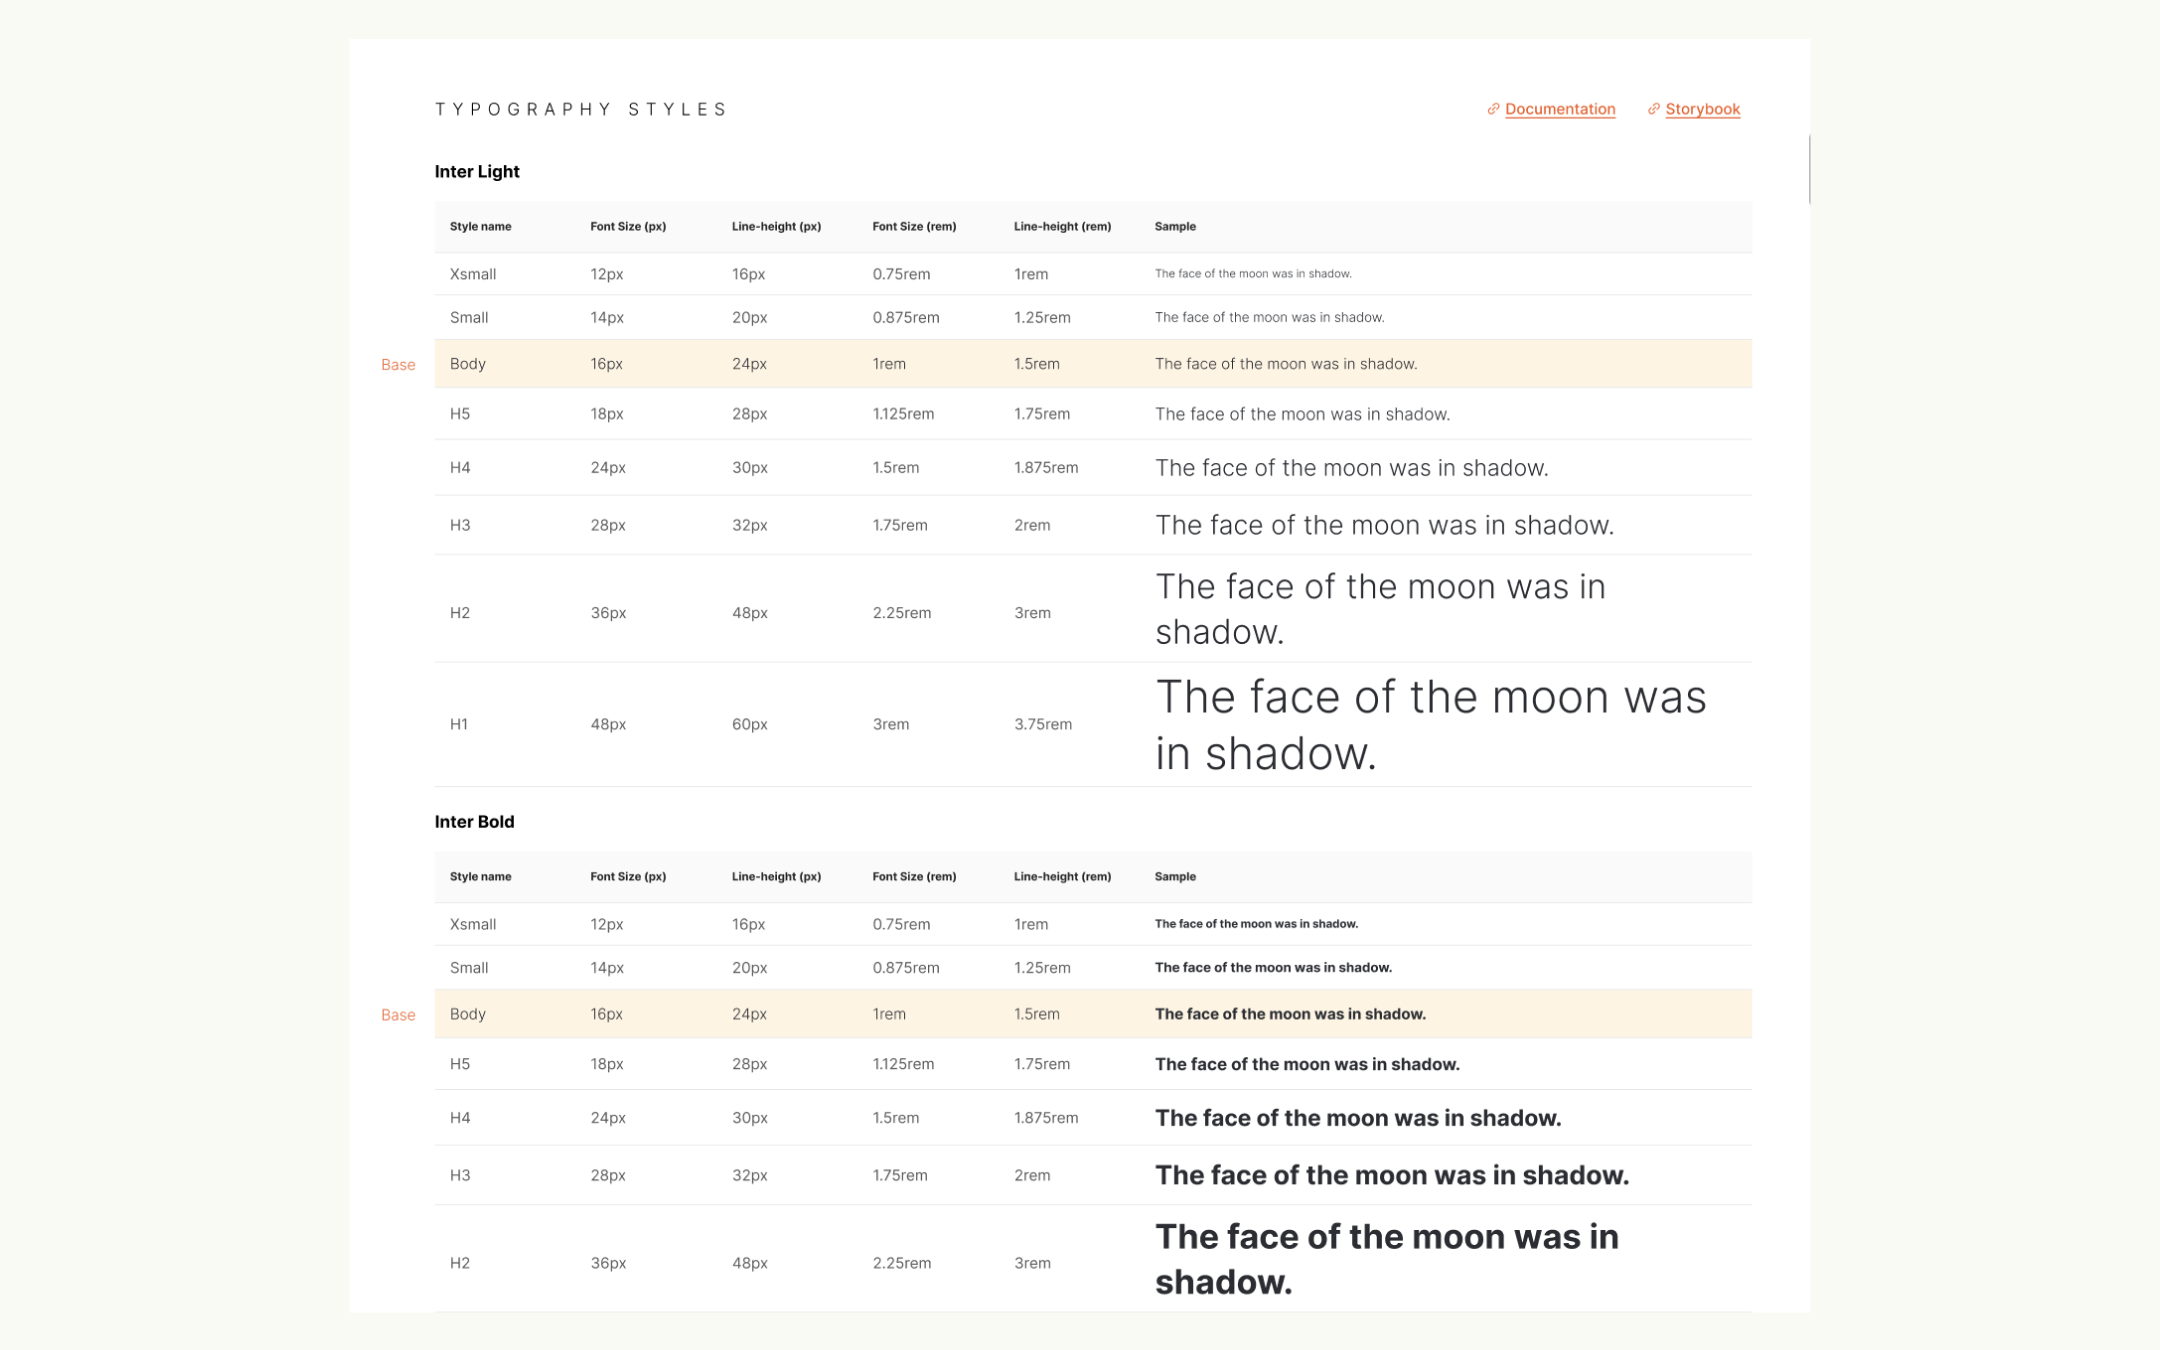 TYPOGRAPHY STYLES
Documentation Storybook
Inter Light
Style name Font Size (px) Line-height (px) Font Size (rem) Line-height (rem) Sample
Xsmall 12px 16px 0.75rem 1rem The face of the moon was in shadow.
Small 14px 20px 0.875rem 1.25rem The face of the moon was in shadow.
Base Body 16px 24px 1rem 1.5rem The face of the moon was in shadow.
H5 18px 28px 1.125rem 1.75rem The face of the moon was in shadow.
H4 24px 30px 1.5rem 1.875rem The face of the moon was in shadow.
H3 28px 32px 1.75rem 2rem The face of the moon was in shadow.
H2 36px 48px 2.25rem 3rem The face of the moon was in
shadow.
H1 48px 60px 3rem 3.75rem The face of the moon was
in shadow.
Inter Bold
Style name Font Size (px) Line-height (px) Font Size (rem) Line-height (rem) Sample
Xsmall 12px 16px 0.75rem 1rem The face of the moon was in shadow.
Small 14px 20px 0.875rem 1.25rem The face of the moon was in shadow.
Base Body 16px 24px 1rem 1.5rem The face of the moon was in shadow.
H5 18px 28px 1.125rem 1.75rem The face of the moon was in shadow.
H4 24px 30px 1.5rem 1.875rem The face of the moon was in shadow.
H3 28px 32px 1.75rem 2rem The face of the moon was in shadow.
H2 36px 48px 2.25rem 3rem The face of the moon was in
shadow.